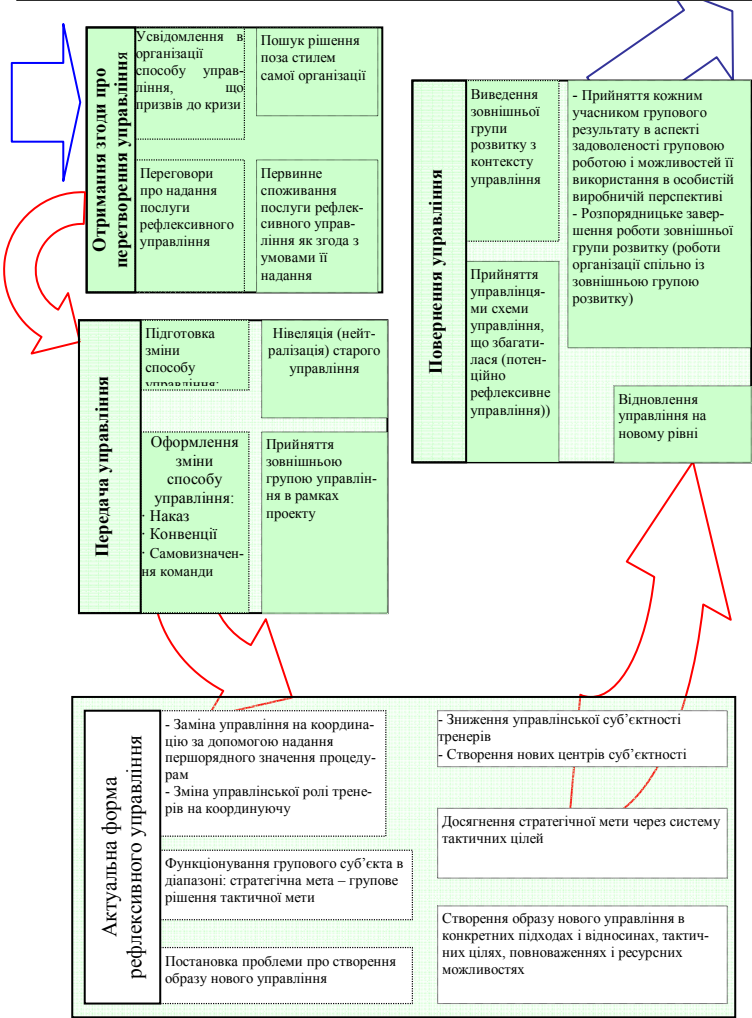 Отримання згоди про
перетворення управління
Усвідомлення в
організації
способу управ-
ління, що
призвів до кризи
Пошук рішення
поза стилем
самої організації
Переговори
про надання
послуги
рефлексивного
управління
Первинне
споживання
послуги рефлек-
сивного управ-
ління як згода з
умовами її
надання
Передача управління
Підготовка
зміни
способу
управління:
Нівеляція (нейт-
ралізація) старого
управління
Оформлення
зміни
способу
управління:
· Наказ
· Конвенції
· Самовизначен-
ня команди
Прийняття
зовнішньою
групою управлін-
ня в рамках
проекту
Повернення управління
Виведення
зовнішньої
групи
розвитку з
контексту
управління
- Прийняття кожним
учасником групового
результату в аспекті
задоволеності груповою
роботою і можливостей її
використання в особистій
виробничій перспективі
- Розпорядницьке завер-
шення роботи зовнішньої
групи розвитку (роботи
організації спільно із
зовнішньою групою
розвитку)
Прийняття
управлінця-
ми схеми
управління,
що збагати-
лася (потен-
ційно
рефлексивне
управління))
Відновлення
управління на
новому рівні
Актуальна форма
рефлексивного управління
- Заміна управління на координа-
цію за допомогою надання
першорядного значення процеду-
рам
- Зміна управлінської ролі трене-
рів на координуючу
Функціонування групового суб’єкта в
діапазоні: стратегічна мета – групове
рішення тактичної мети
Постановка проблеми про створення
образу нового управління
- Зниження управлінської суб’єктності
тренерів
- Створення нових центрів суб’єктності
Досягнення стратегічної мети через систему
тактичних цілей
Створення образу нового управління в
конкретних підходах і відносинах, тактич-
них цілях, повноваженнях і ресурсних
можливостях